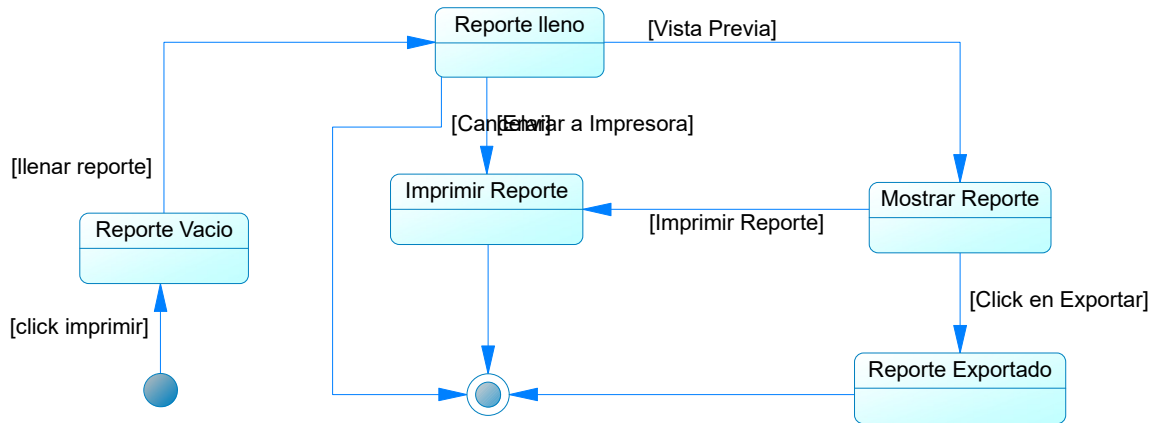 Reporte lleno
[Vista Previa]
[Cancelar]
[Enviar a Impresora]
[llenar reporte]
Imprimir Reporte
Mostrar Reporte
Reporte Vacio
[Imprimir Reporte]
[click imprimir]
[Click en Exportar]
Reporte Exportado